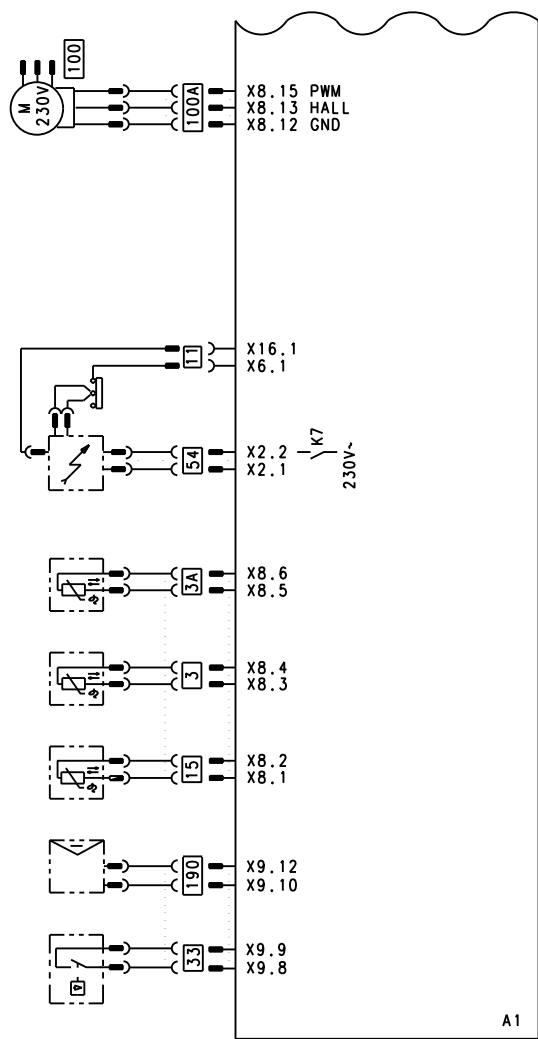 100
M
230V
100A
X8.15 PWM
X8.13 HALL
X8.12 GND
11
X16.1
X6.1
54
X2.2
X2.1
K7
230V~
3A
X8.6
X8.5
3
X8.4
X8.3
15
X8.2
X8.1
190
X9.12
X9.10
33
X9.9
X9.8
A1